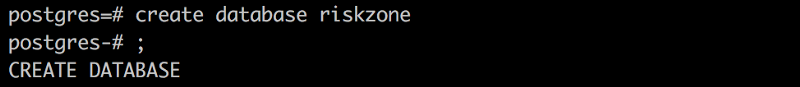 postgres=# create database riskzone
postgres-# ;
CREATE DATABASE